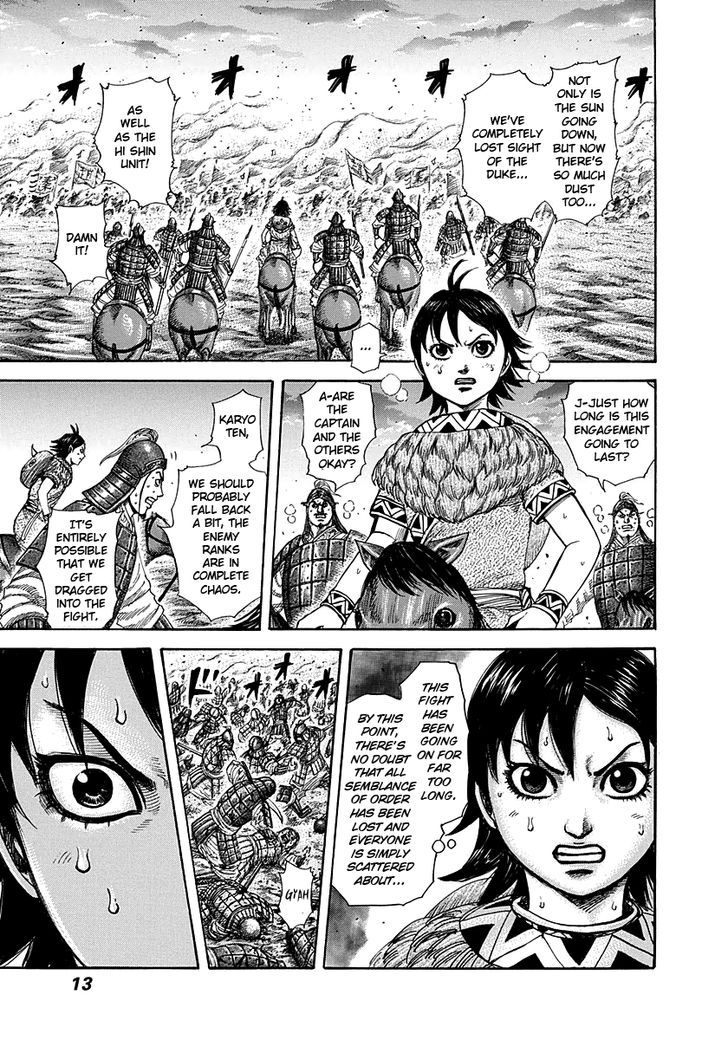 NOT
ONLY IS
THE SUN
GOING
DOWN,
BUT NOW
THERE'S
SO MUCH
DUST
TOO...
WE'VE
COMPLETELY
LOST SIGHT
OF THE
DUKE...
AS
WELL
AS THE
HI SHIN
UNIT!
DAMN
IT!
オ
オ
オ
オ
...
J-JUST HOW
LONG IS THIS
ENGAGEMENT
GOING TO
LAST?
A-ARE
THE
CAPTAIN
AND THE
OTHERS
OKAY?
KARYO
TEN,
WE SHOULD
PROBABLY
FALL BACK
A BIT, THE
ENEMY
RANKS
ARE IN
COMPLETE
CHAOS.
IT'S
ENTIRELY
POSSIBLE
THAT WE
GET
DRAGGED
INTO THE
FIGHT.
THIS
FIGHT HAS
BEEN
GOING
ON FOR
FAR
TOO
LONG.
BY THIS
POINT,
THERE'S
NO DOUBT
THAT ALL
SEMBLANCE
OF ORDER
HAS BEEN
LOST AND
EVERYONE
IS SIMPLY
SCATTERED
ABOUT...
ド
GYAH
13